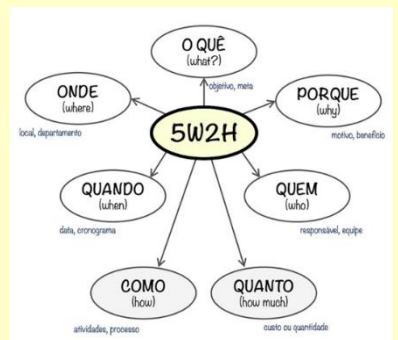 O QUÊ
(what?)
objetivo, meta
ONDE
(where)
local, departamento
PORQUE
(why)
motivo, benefício
5W2H
QUANDO
(when)
data, cronograma
QUEM
(who)
responsável, equipe
COMO
(how)
atividades, processo
QUANTO
(how much)
custo ou quantidade